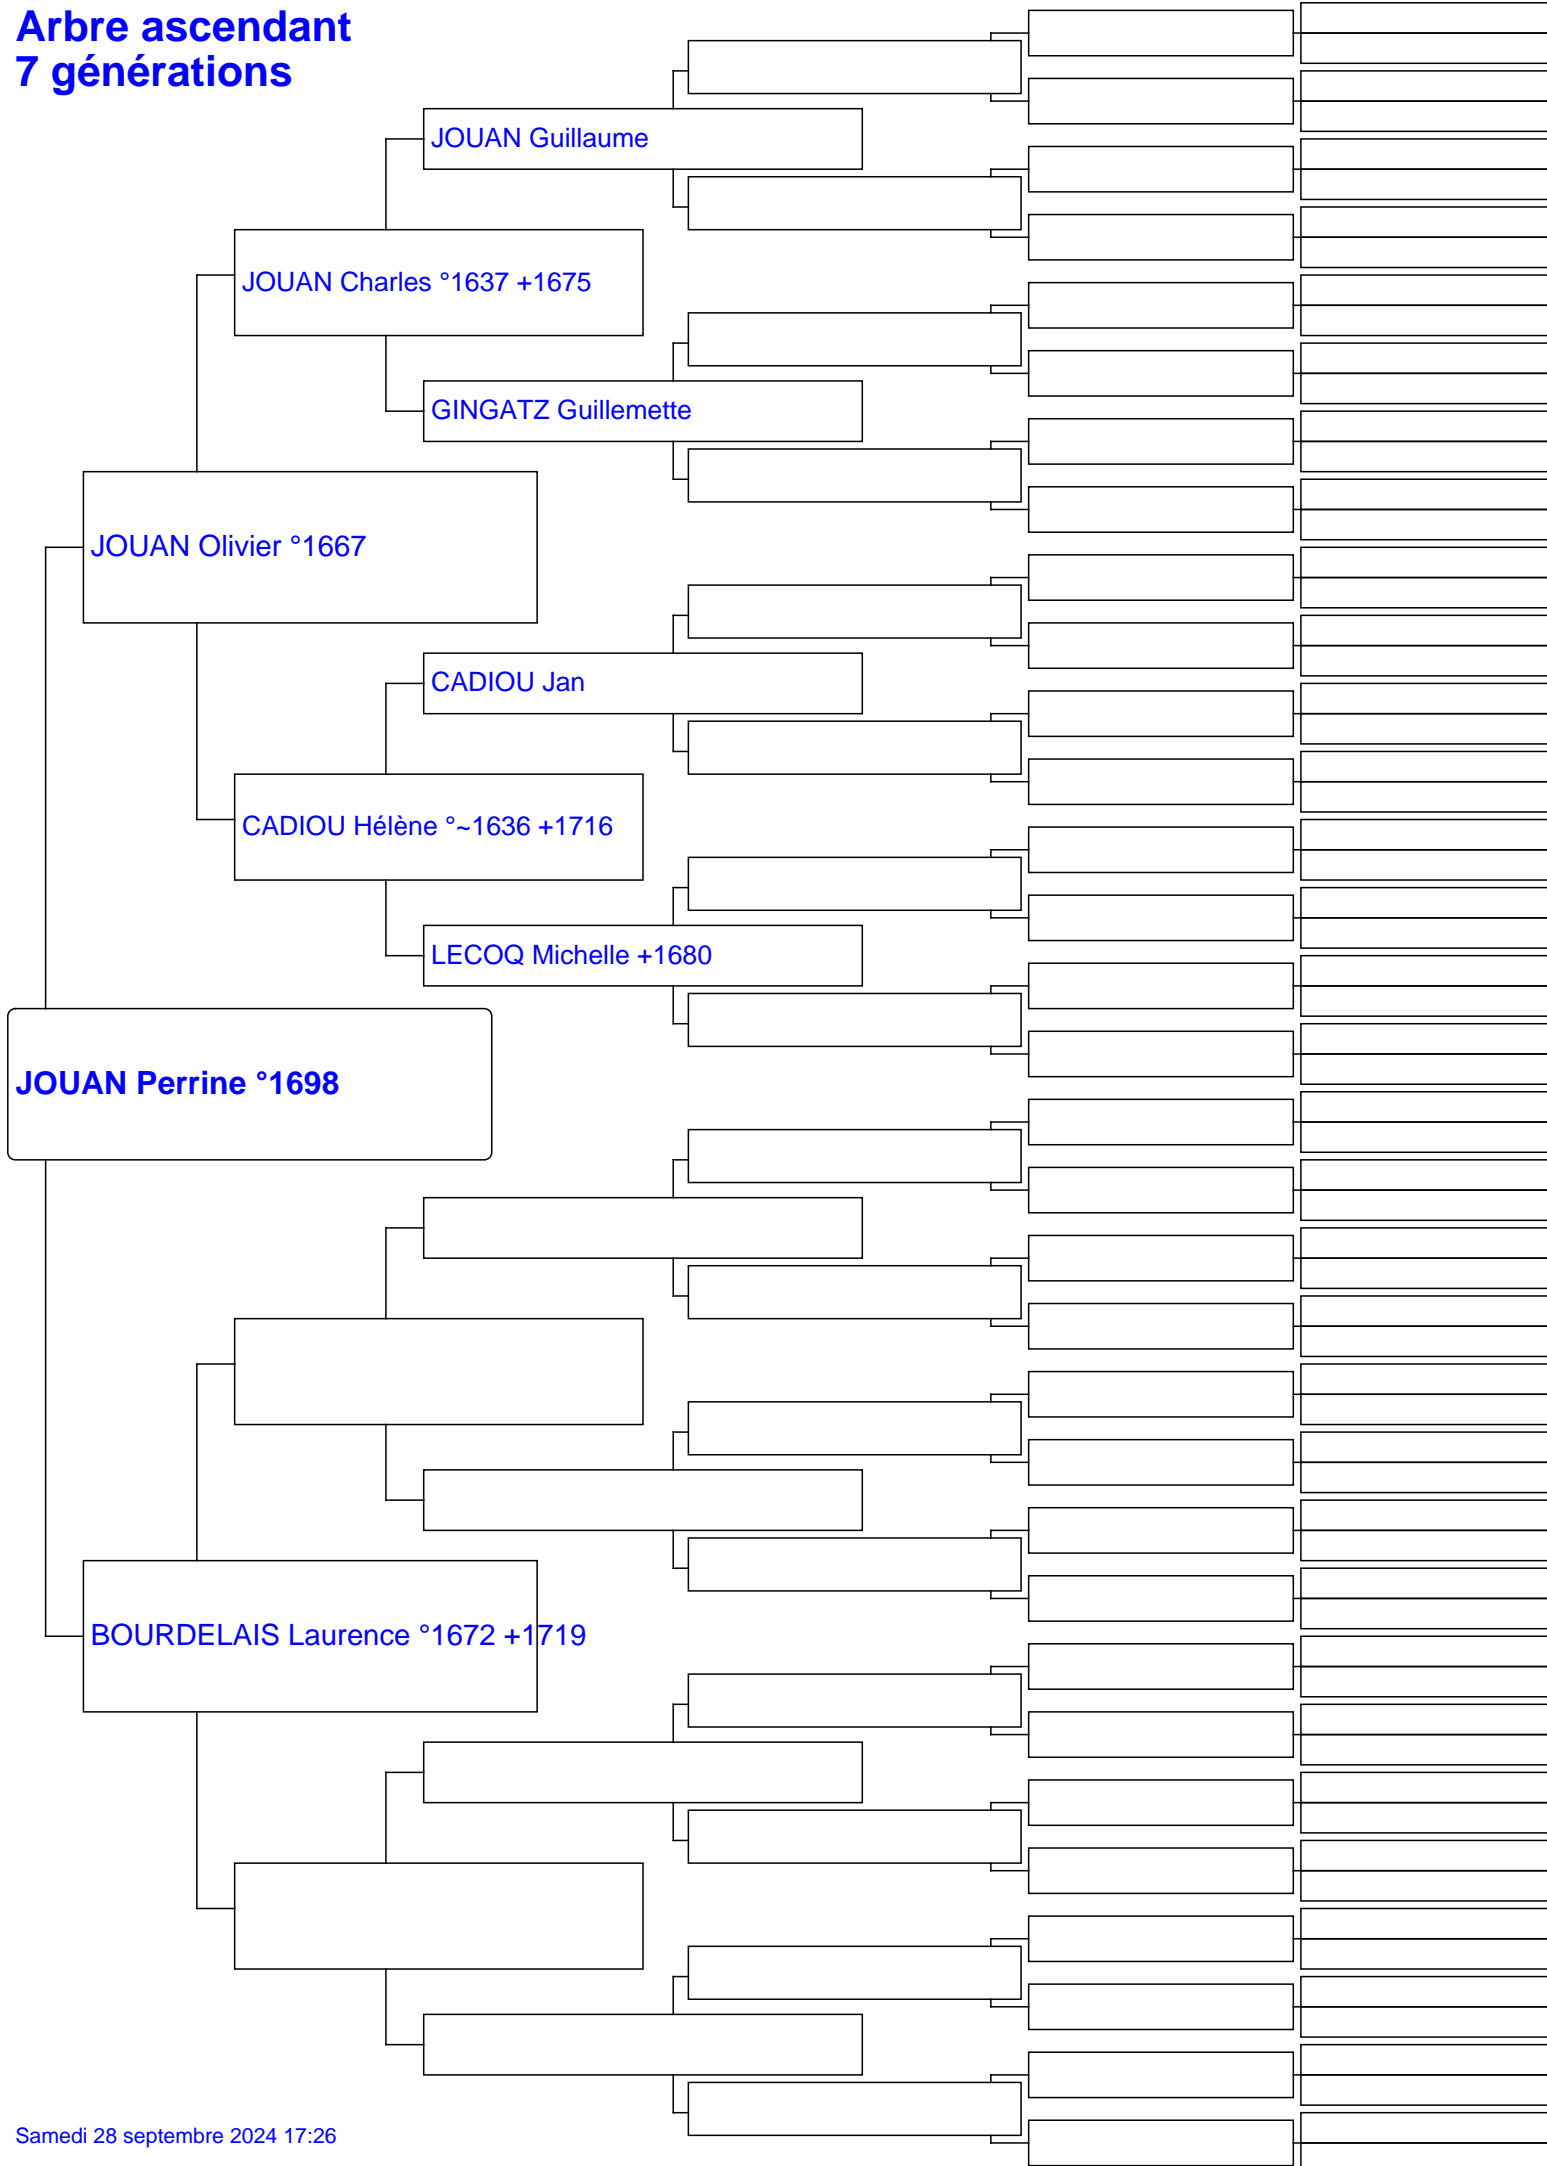 Arbre ascendant
7 générations
JOUAN Guillaume
JOUAN Charles °1637 +1675
GINGATZ Guillemette
JOUAN Olivier °1667
CADIOU Jan
CADIOU Hélène °~1636 +1716
LECOQ Michelle +1680
JOUAN Perrine °1698
BOURDELAIS Laurence °1672 +1719
Samedi 28 septembre 2024 17:26